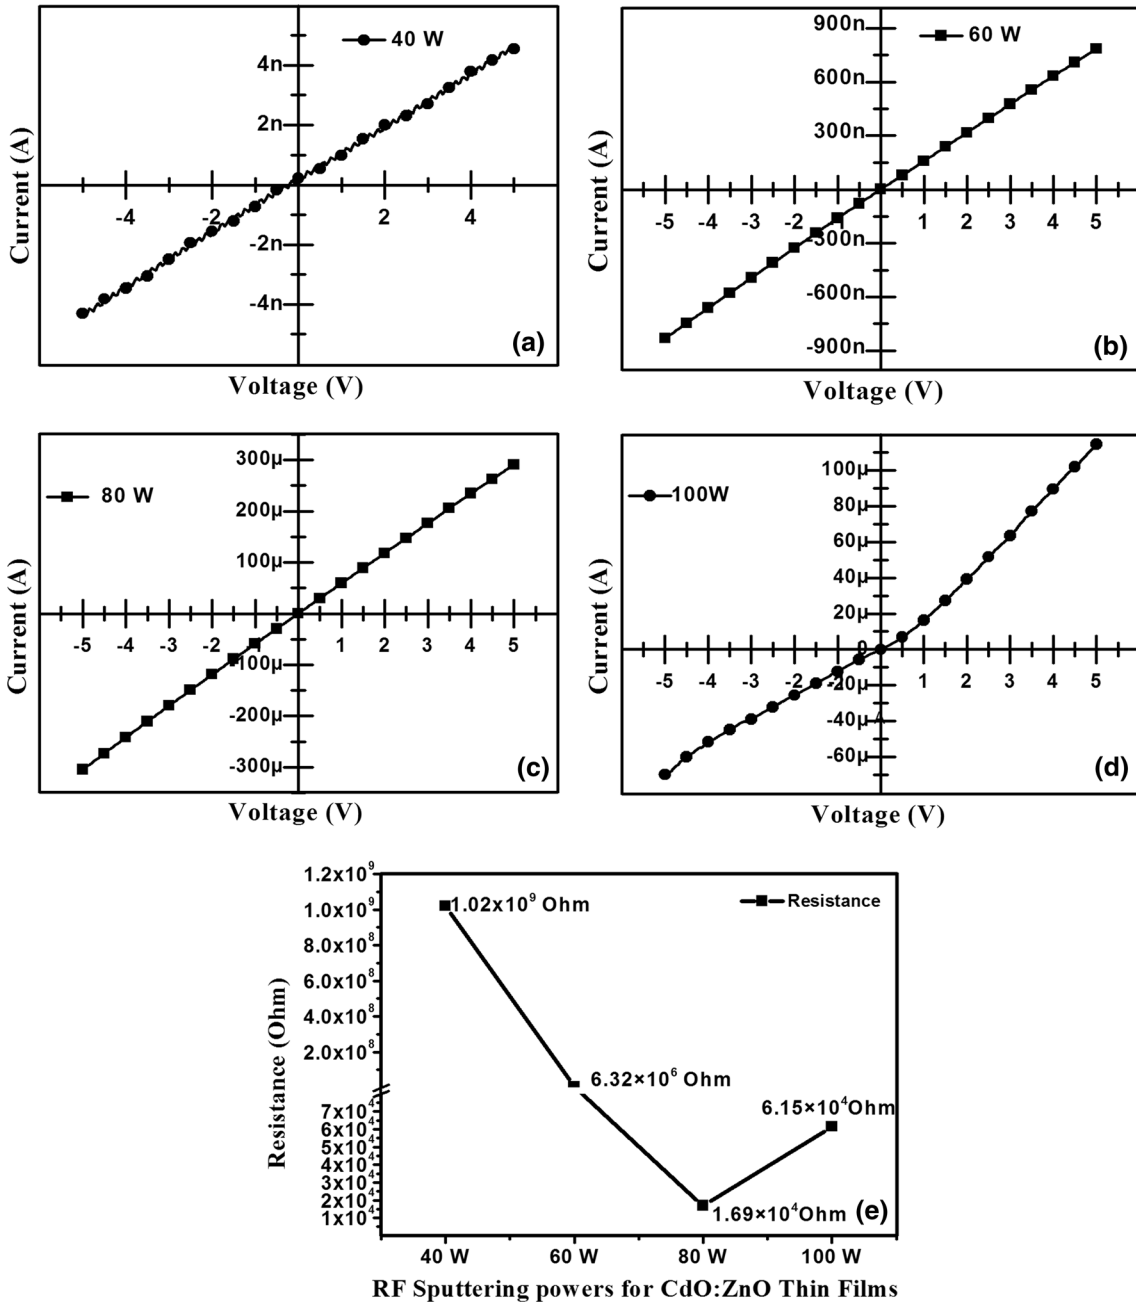 40 W
4n
2n
-4
-2
2
4
-2n
-4n
(a)
Current (A)
Voltage (V)
900n
60 W
600n
300n
-5 -4 -3 -2 -1 1 2 3 4 5
-300n
-600n
-900n
(b)
Current (A)
Voltage (V)
300µ
80 W
200µ
100µ
-5 -4 -3 -2 -1 1 2 3 4 5
-100µ
-200µ
-300µ
(c)
Current (A)
Voltage (V)
100µ
100W
80µ
60µ
40µ
20µ
0
-5 -4 -3 -2 -1 1 2 3 4 5
-20µ
-40µ
-60µ
(d)
Current (A)
Voltage (V)
1.2x10⁹
Resistance
1.0x10⁹
1.02x10⁹ Ohm
8.0x10⁸
6.0x10⁸
4.0x10⁸
2.0x10⁸
6.32×10⁶ Ohm
7x10⁴
6.15×10⁴Ohm
6x10⁴
5x10⁴
4x10⁴
3x10⁴
2x10⁴
1x10⁴
1.69×10⁴Ohm
(e)
Resistance (Ohm)
40 W 60 W 80 W 100 W
RF Sputtering powers for CdO:ZnO Thin Films